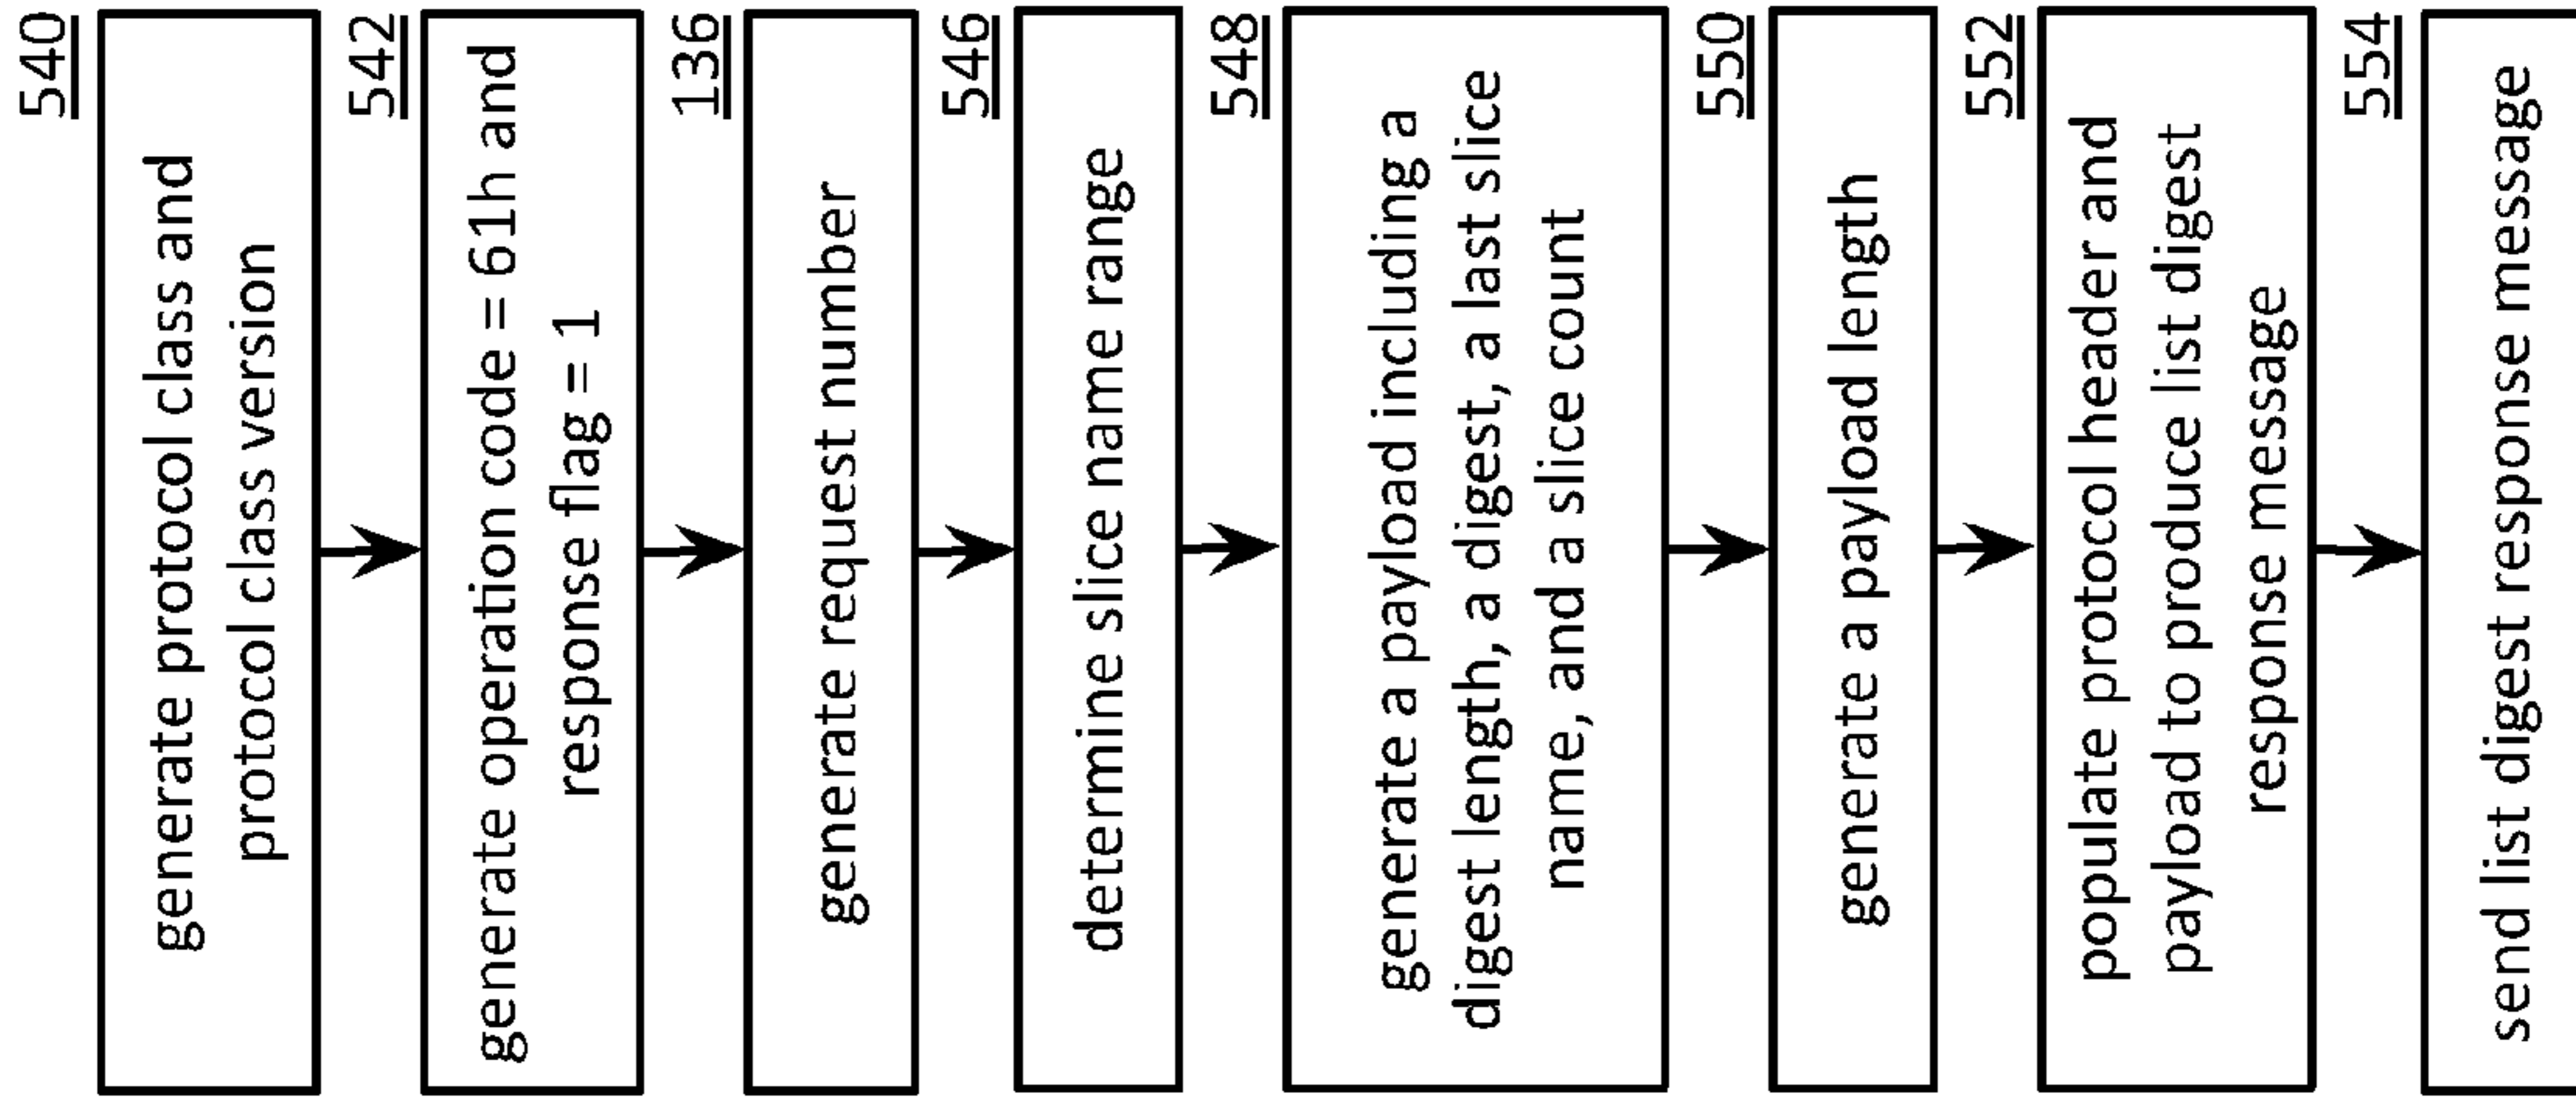 540
generate protocol class and
protocol class version
542
generate operation code = 61h and
response flag = 1
136
generate request number
546
determine slice name range
548
generate a payload including a
digest length, a digest, a last slice
name, and a slice count
550
generate a payload length
552
populate protocol header and
payload to produce list digest
response message
554
send list digest response message